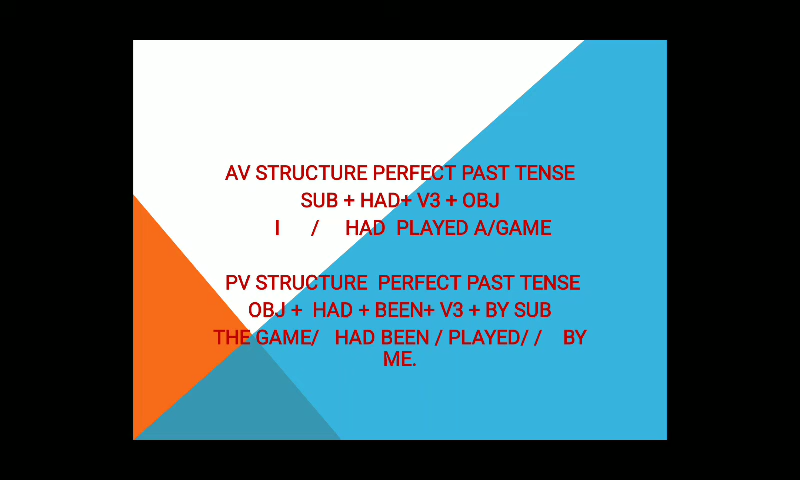 AV STRUCTURE PERFECT PAST TENSE
SUB + HAD+ V3 + OBJ
I / HAD PLAYED A/GAME
PV STRUCTURE PERFECT PAST TENSE
OBJ + HAD + BEEN+ V3 + BY SUB
THE GAME/ HAD BEEN / PLAYED/ / BY
ME.